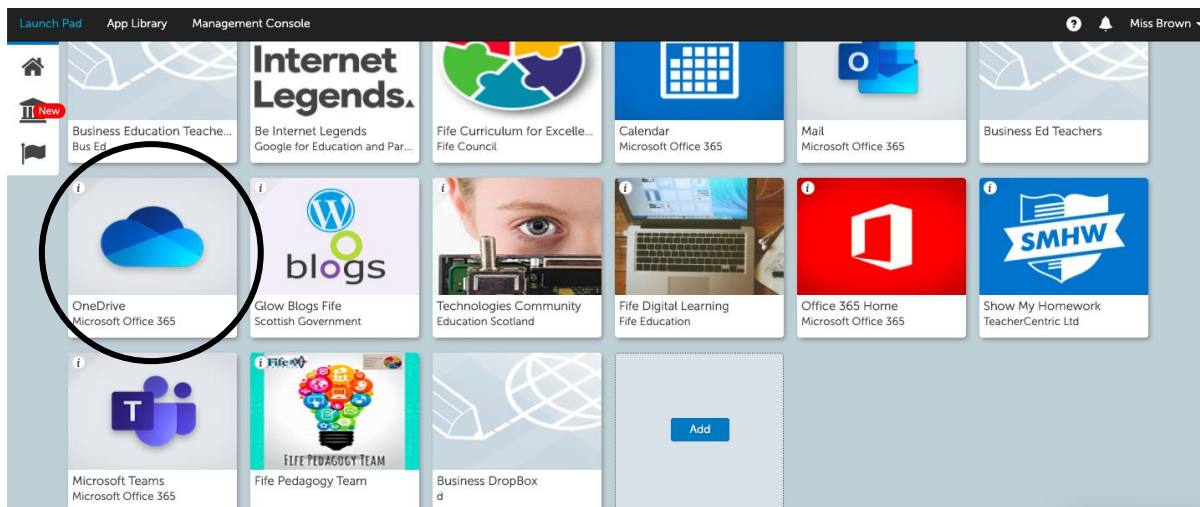 Launch Pad App Library Management Console ? Miss Brown
New
Internet
Legends.
O
Business Education Teache...
Bus Ed
Be Internet Legends
Google for Education and Par...
Fife Curriculum for Excelle...
Fife Council
Calendar
Microsoft Office 365
Mail
Microsoft Office 365
Business Ed Teachers
i
OneDrive
Microsoft Office 365
i
blogs
Glow Blogs Fife
Scottish Government
i
Technologies Community
Education Scotland
i
Fife Digital Learning
Fife Education
i
Office 365 Home
Microsoft Office 365
i
SMHW
Show My Homework
TeacherCentric Ltd
i
T
Microsoft Teams
Microsoft Office 365
i
Fife
FIFE PEDAGOGY TEAM
Fife Pedagogy Team
Business DropBox
d
Add